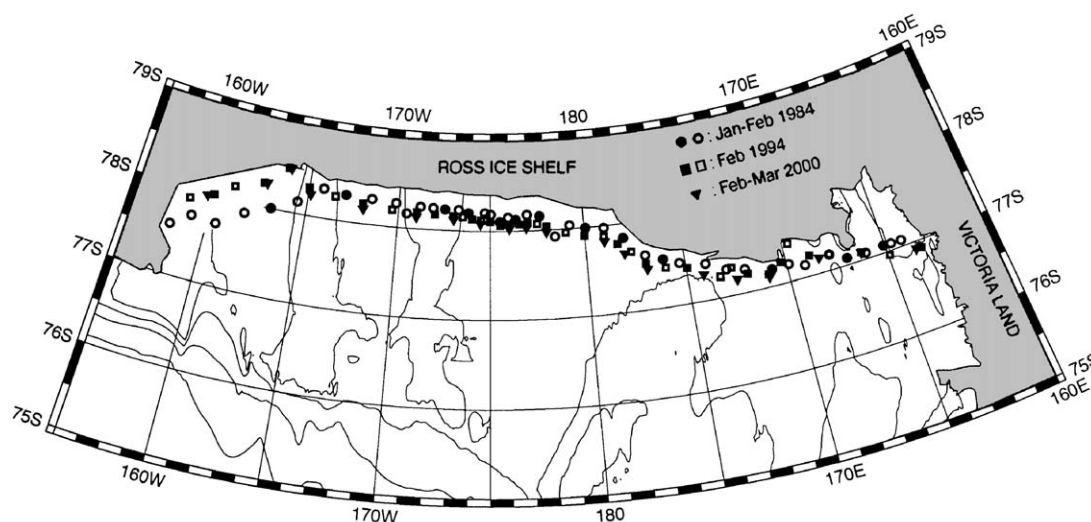 160E
79S
170E
160W
79S
170W
180
78S
: Jan-Feb 1984
78S
ROSS ICE SHELF
: Feb 1994
: Feb-Mar 2000
77S
77S
VICTORIA LAND
76S
76S
75S
75S
160E
160W
170E
170W
180